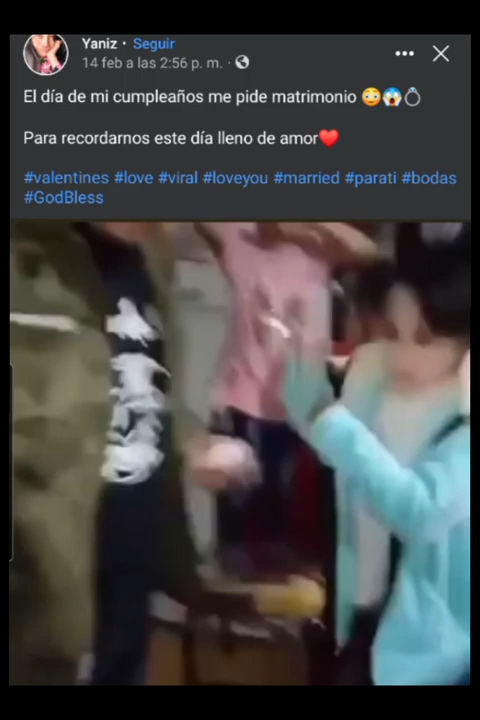 Yaniz · Seguir
14 feb a las 2:56 p. m. ·
El día de mi cumpleaños me pide matrimonio 😳😱💍
Para recordarnos este día lleno de amor❤️
#valentines #love #viral #loveyou #married #parati #bodas
#GodBless